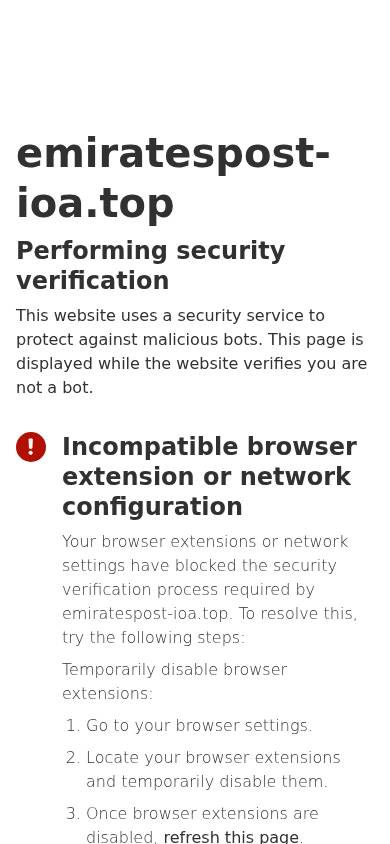 emiratespost-
ioa.top
Performing security
verification
This website uses a security service to
protect against malicious bots. This page is
displayed while the website verifies you are
not a bot.
Incompatible browser
extension or network
configuration
Your browser extensions or network
settings have blocked the security
verification process required by
emiratespost-ioa.top. To resolve this,
try the following steps:
Temporarily disable browser
extensions:
1. Go to your browser settings.
2. Locate your browser extensions
and temporarily disable them.
3. Once browser extensions are
disabled, refresh this page.